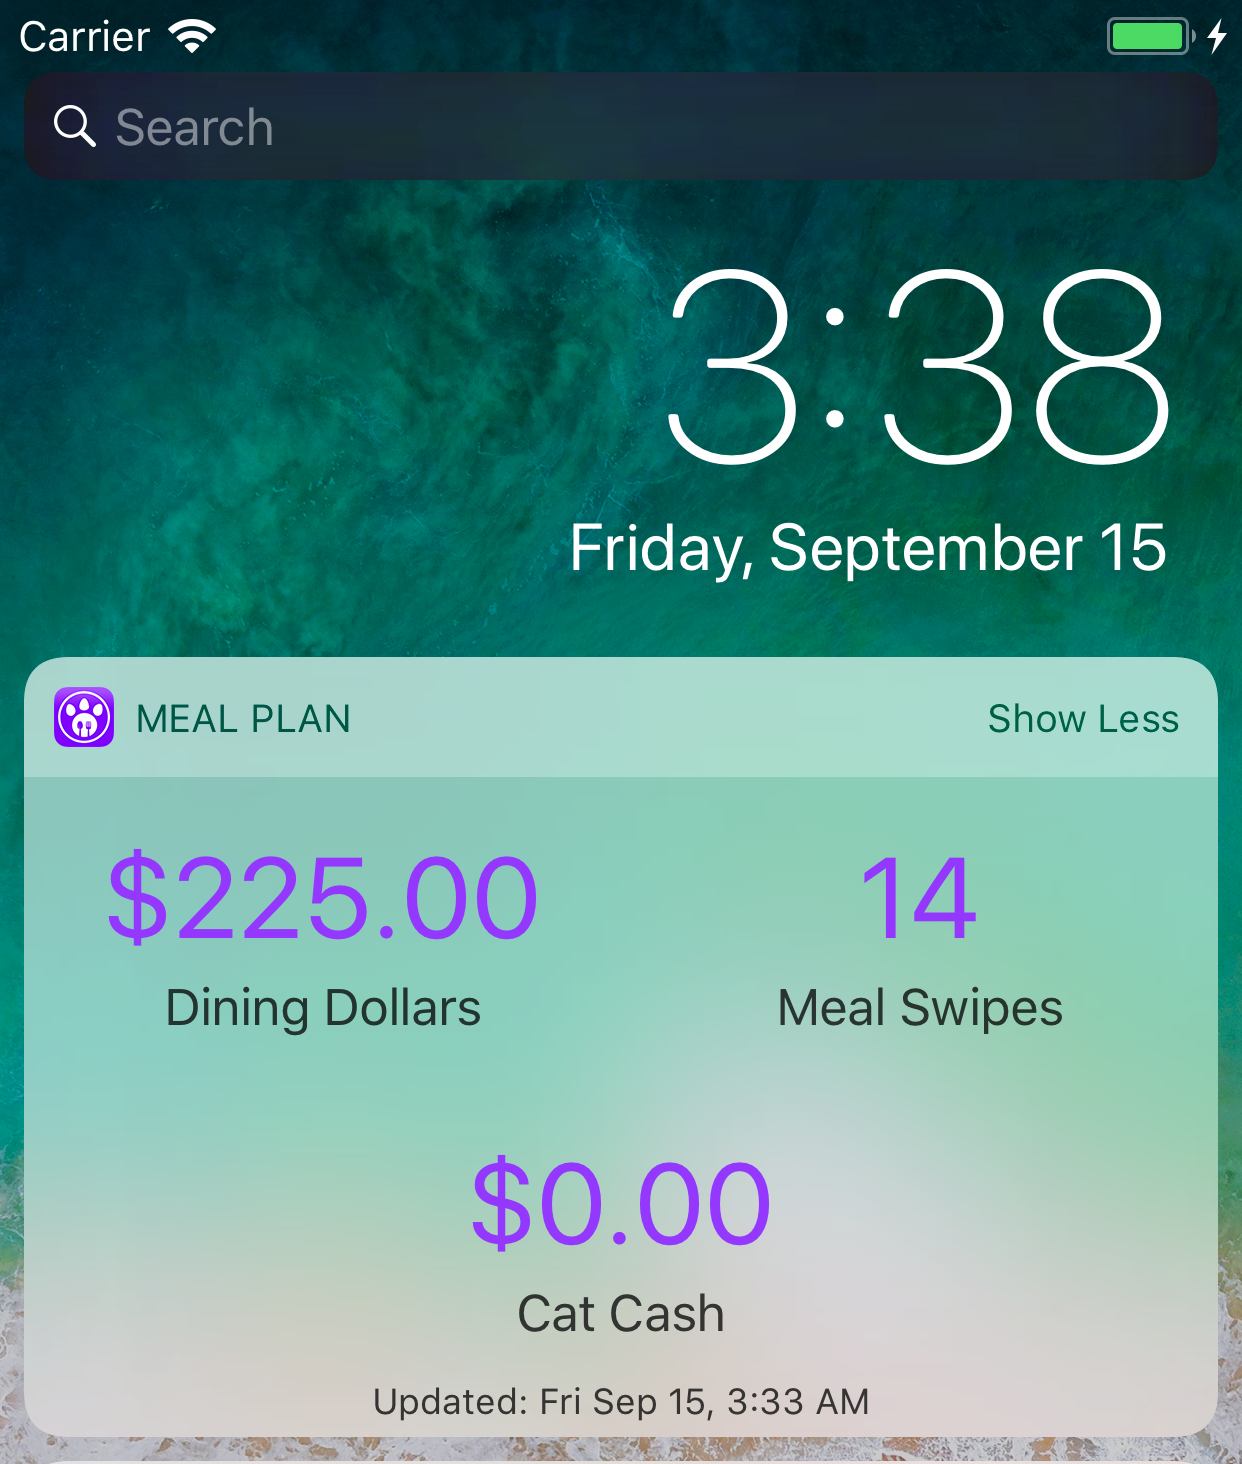 Carrier
Search
3:38
Friday, September 15
MEAL PLAN Show Less
$225.00 14
Dining Dollars Meal Swipes
$0.00
Cat Cash
Updated: Fri Sep 15, 3:33 AM